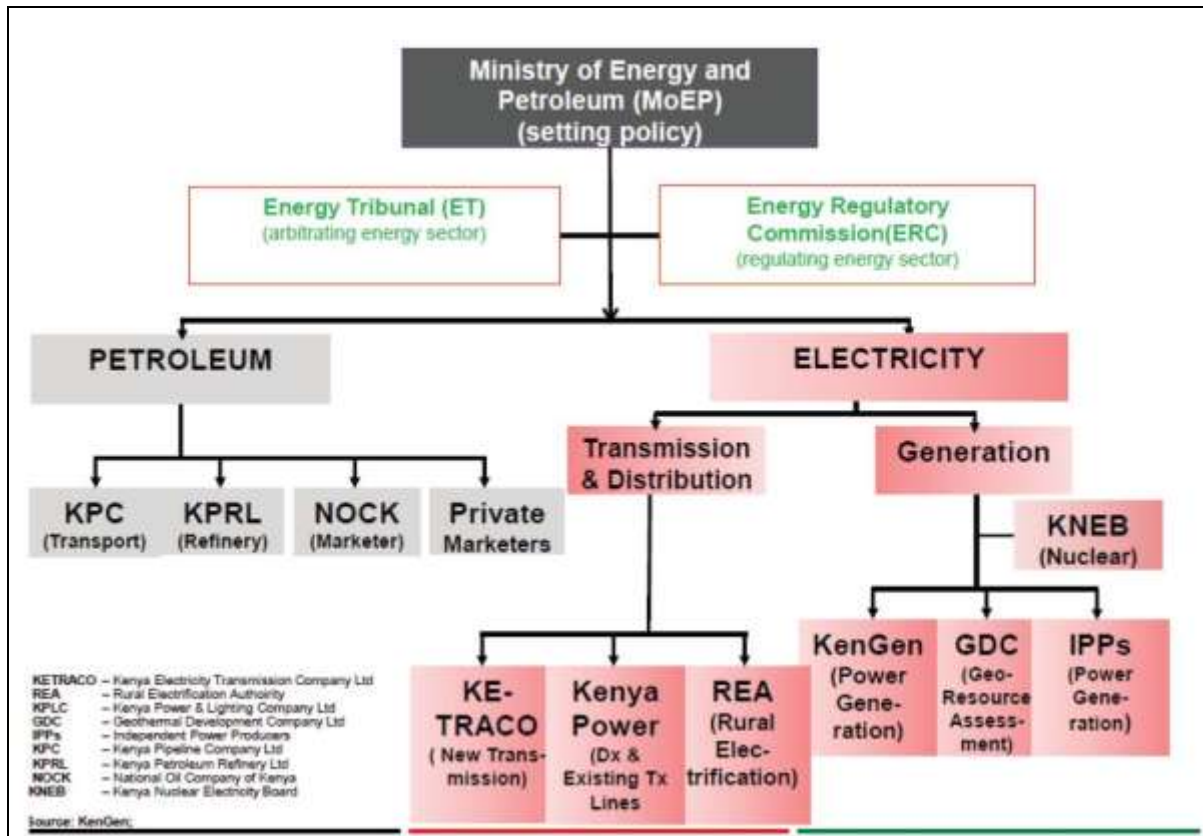 Ministry of Energy and
Petroleum (MoEP)
(setting policy)
Energy Tribunal (ET)
(arbitrating energy sector)
Energy Regulatory
Commission(ERC)
(regulating energy sector)
PETROLEUM
ELECTRICITY
Transmission
& Distribution
Generation
KPC
(Transport)
KPRL
(Refinery)
NOCK
(Marketer)
Private
Marketers
KNEB
(Nuclear)
KE-
TRACO
( New Trans-
mission)
Kenya
Power
(Dx &
Existing Tx
Lines
REA
(Rural
Elec-
trification)
KenGen
(Power
Gene-
ration)
GDC
(Geo-
Resource
Assess-
ment)
IPPs
(Power
Gene-
ration)
KETRACO – Kenya Electricity Transmission Company Ltd
REA – Rural Electrification Authoirity
KPLC – Kenya Power & Lighting Company Ltd
GDC – Geothermal Development Company Ltd
IPPs – Independent Power Producers
KPC – Kenya Pipeline Company Ltd
KPRL – Kenya Petroleum Refinery Ltd
NOCK – National Oil Company of Kenya
KNEB – Kenya Nuclear Electricity Board
Source: KenGen;